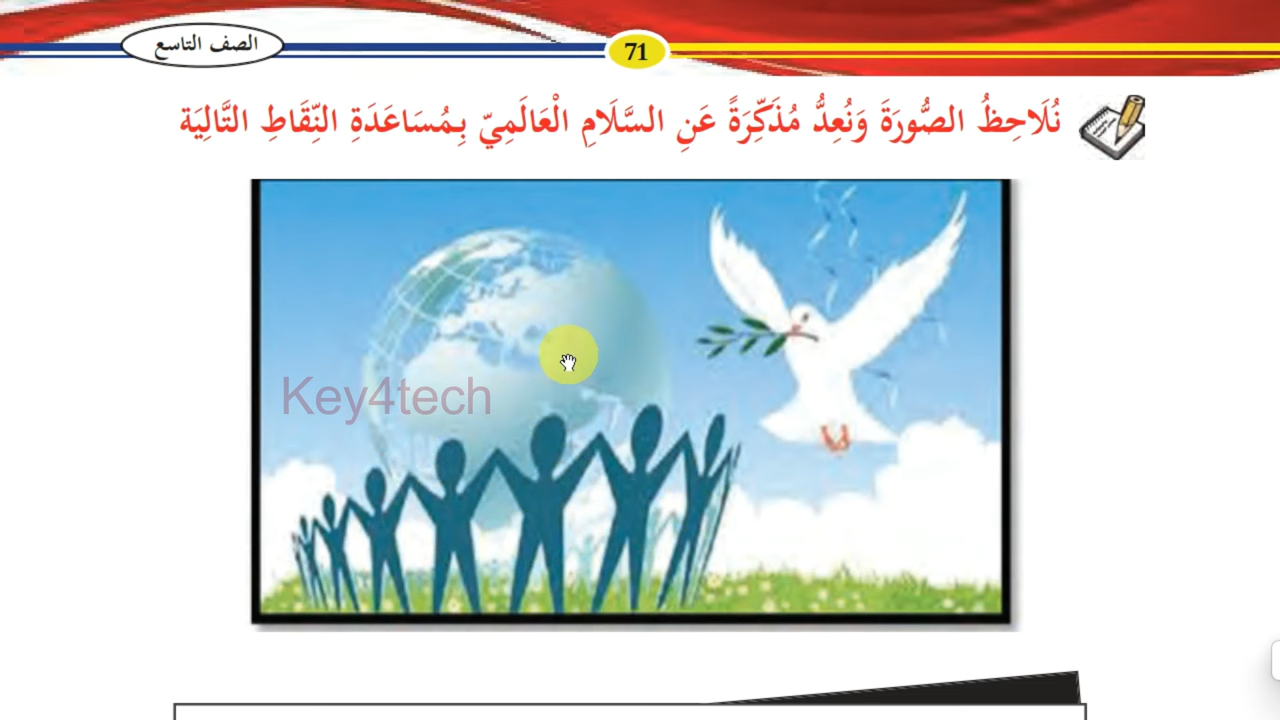 الصف التاسع
71
نُلَاحِظُ الصُّورَةَ وَنُعِدُّ مُذَكِّرَةً عَنِ السَّلَامِ الْعَالَمِيّ بِمُسَاعَدَةِ النِّقَاطِ التَّالِيَة
Key4tech